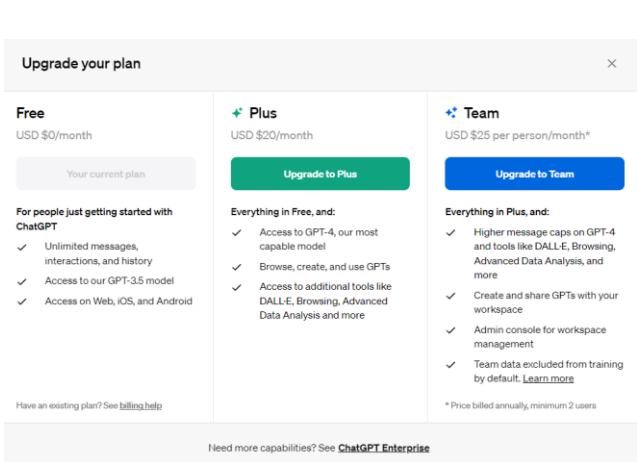 Upgrade your plan
Free
USD $0/month
Your current plan
For people just getting started with
ChatGPT
Unlimited messages,
interactions, and history
Access to our GPT-3.5 model
Access on Web, iOS, and Android
Have an existing plan? See billing help
Plus
USD $20/month
Upgrade to Plus
Everything in Free, and:
Access to GPT-4, our most
capable model
Browse, create, and use GPTs
Access to additional tools like
DALL·E, Browsing, Advanced
Data Analysis and more
Team
USD $25 per person/month*
Upgrade to Team
Everything in Plus, and:
Higher message caps on GPT-4
and tools like DALL·E, Browsing,
Advanced Data Analysis, and
more
Create and share GPTs with your
workspace
Admin console for workspace
management
Team data excluded from training
by default. Learn more
* Price billed annually, minimum 2 users
Need more capabilities? See ChatGPT Enterprise